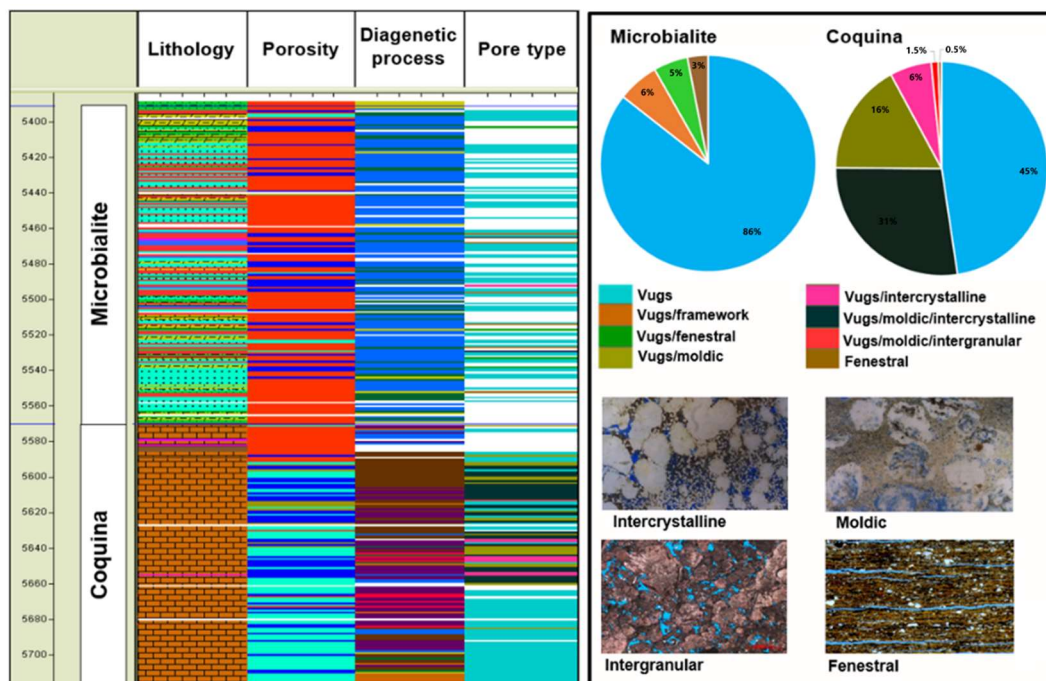 Lithology
Porosity
Diagenetic
process
Pore type
5400
5420
5440
5460
5480
5500
5520
5540
5560
5580
5600
5620
5640
5660
5680
5700
Microbialite
Coquina
Microbialite
86%
6%
5%
3%
Coquina
1.5%
0.5%
6%
16%
31%
45%
Vugs
Vugs/framework
Vugs/fenestral
Vugs/moldic
Vugs/intercrystalline
Vugs/moldic/intercrystalline
Vugs/moldic/intergranular
Fenestral
Intercrystalline
Moldic
Intergranular
Fenestral